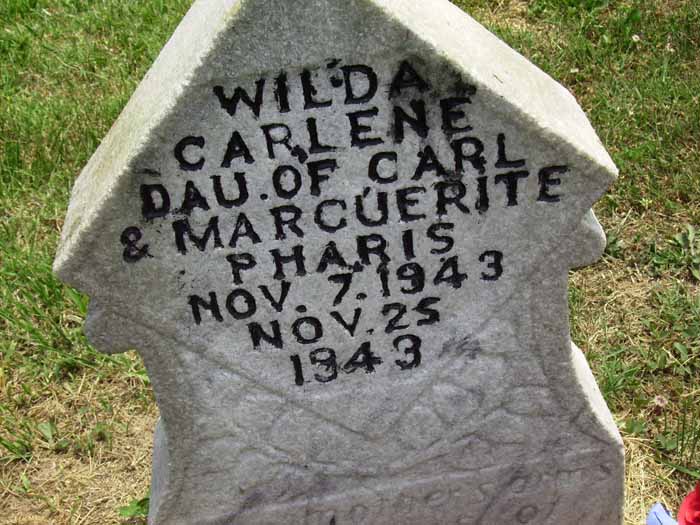 WILDA
CARLENE
DAU. OF CARL
& MARGUERITE
PHARIS
NOV. 7. 1943
NOV. 25
1943